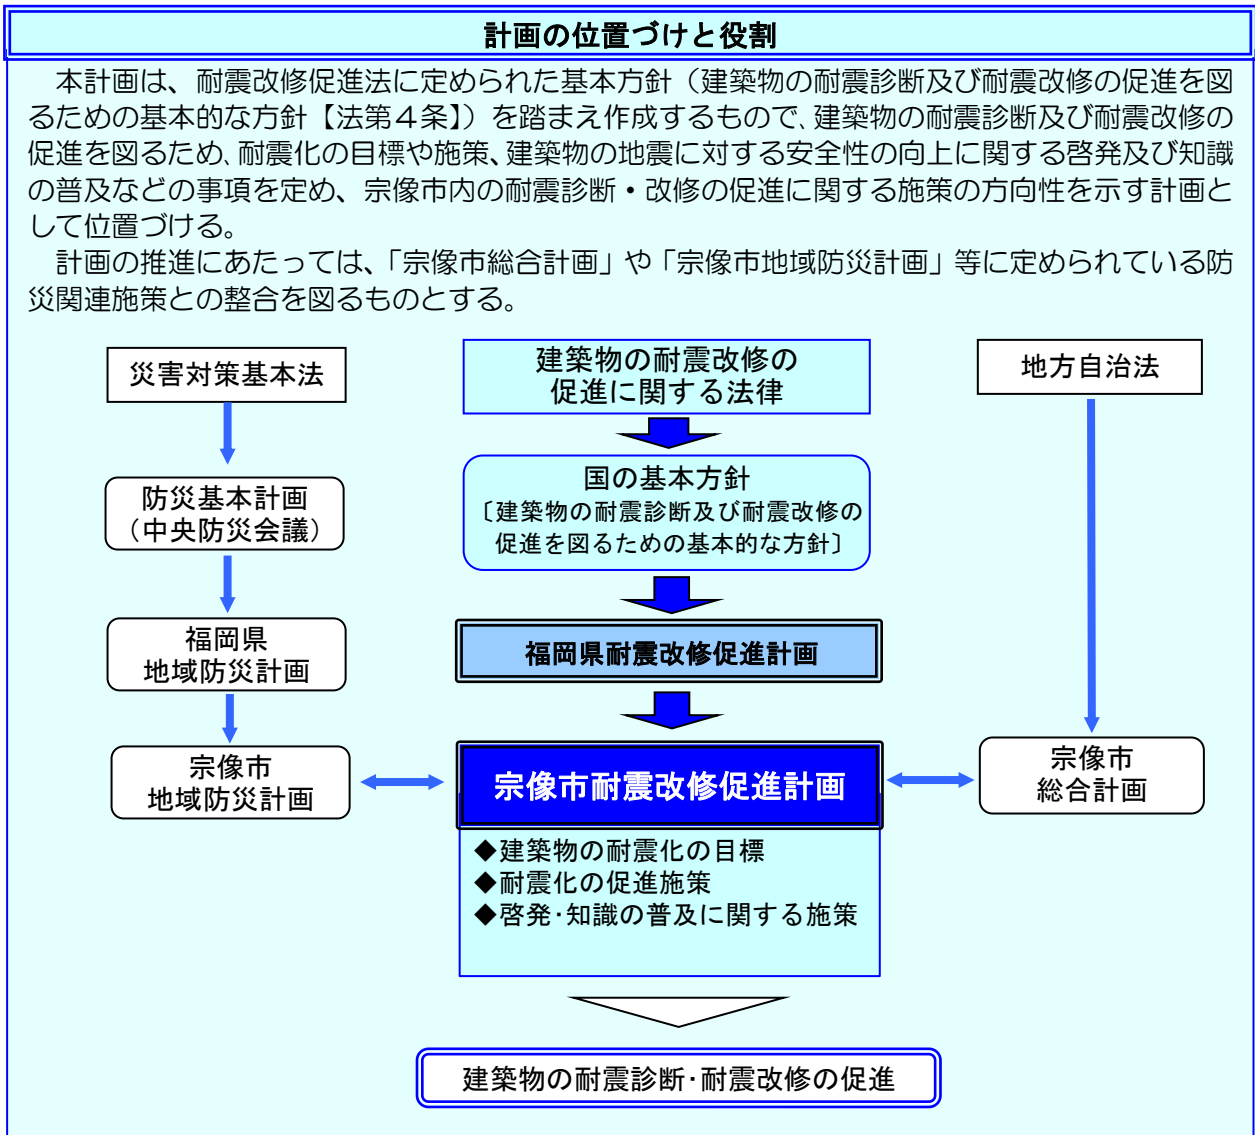 計画の位置づけと役割
本計画は、耐震改修促進法に定められた基本方針（建築物の耐震診断及び耐震改修の促進を図
るための基本的な方針【法第４条】）を踏まえ作成するもので、建築物の耐震診断及び耐震改修の
促進を図るため、耐震化の目標や施策、建築物の地震に対する安全性の向上に関する啓発及び知識
の普及などの事項を定め、宗像市内の耐震診断・改修の促進に関する施策の方向性を示す計画と
して位置づける。
計画の推進にあたっては、「宗像市総合計画」や「宗像市地域防災計画」等に定められている防
災関連施策との整合を図るものとする。
災害対策基本法
防災基本計画
（中央防災会議）
福岡県
地域防災計画
宗像市
地域防災計画
建築物の耐震改修の
促進に関する法律
国の基本方針
〔建築物の耐震診断及び耐震改修の
促進を図るための基本的な方針〕
福岡県耐震改修促進計画
宗像市耐震改修促進計画
◆建築物の耐震化の目標
◆耐震化の促進施策
◆啓発･知識の普及に関する施策
地方自治法
宗像市
総合計画
建築物の耐震診断･耐震改修の促進